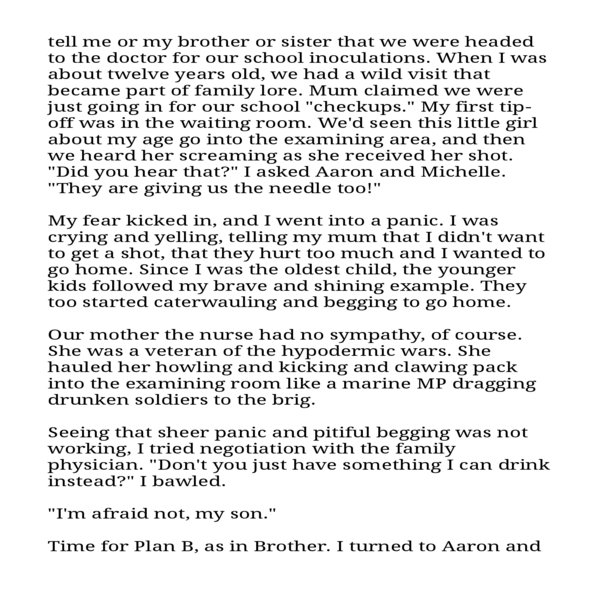 tell me or my brother or sister that we were headed
to the doctor for our school inoculations. When I was
about twelve years old, we had a wild visit that
became part of family lore. Mum claimed we were
just going in for our school "checkups." My first tip-
off was in the waiting room. We'd seen this little girl
about my age go into the examining area, and then
we heard her screaming as she received her shot.
"Did you hear that?" I asked Aaron and Michelle.
"They are giving us the needle too!"
My fear kicked in, and I went into a panic. I was
crying and yelling, telling my mum that I didn't want
to get a shot, that they hurt too much and I wanted to
go home. Since I was the oldest child, the younger
kids followed my brave and shining example. They
too started caterwauling and begging to go home.
Our mother the nurse had no sympathy, of course.
She was a veteran of the hypodermic wars. She
hauled her howling and kicking and clawing pack
into the examining room like a marine MP dragging
drunken soldiers to the brig.
Seeing that sheer panic and pitiful begging was not
working, I tried negotiation with the family
physician. "Don't you just have something I can drink
instead?" I bawled.
"I'm afraid not, my son."
Time for Plan B, as in Brother. I turned to Aaron and